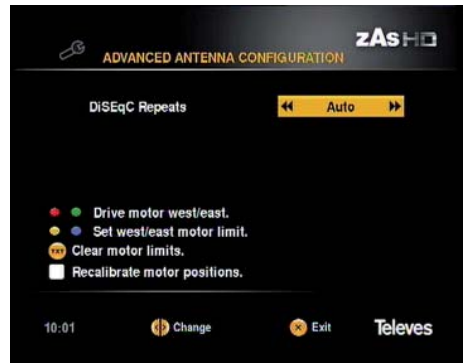 zAs HD
ADVANCED ANTENNA CONFIGURATION
DiSEqC Repeats Auto
Drive motor west/east.
Set west/east motor limit.
TXT Clear motor limits.
Recalibrate motor positions.
10:01 Change Exit Televes